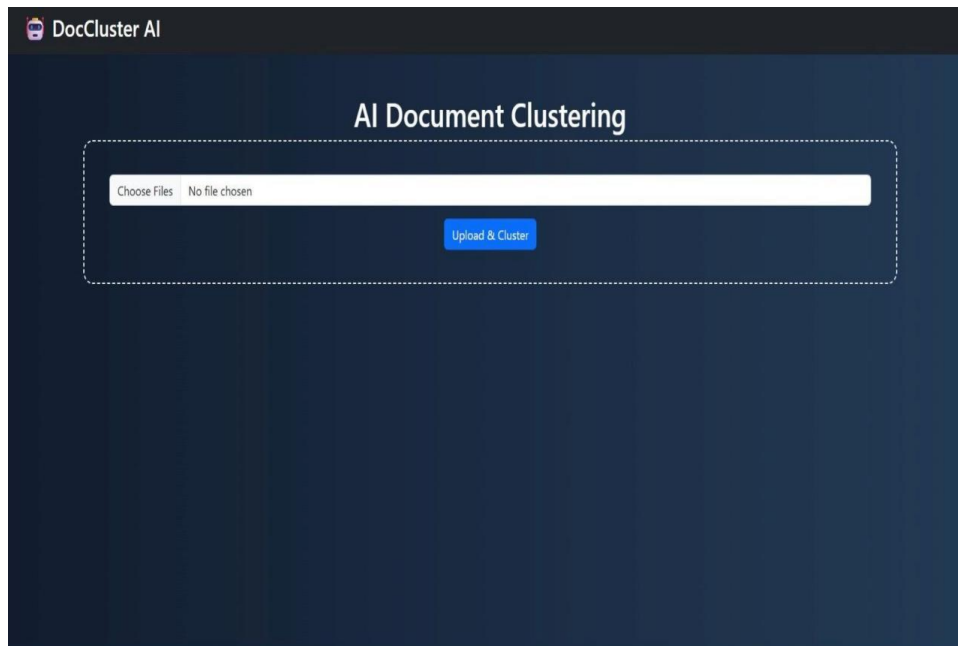 DocCluster AI
AI Document Clustering
Choose Files No file chosen
Upload & Cluster